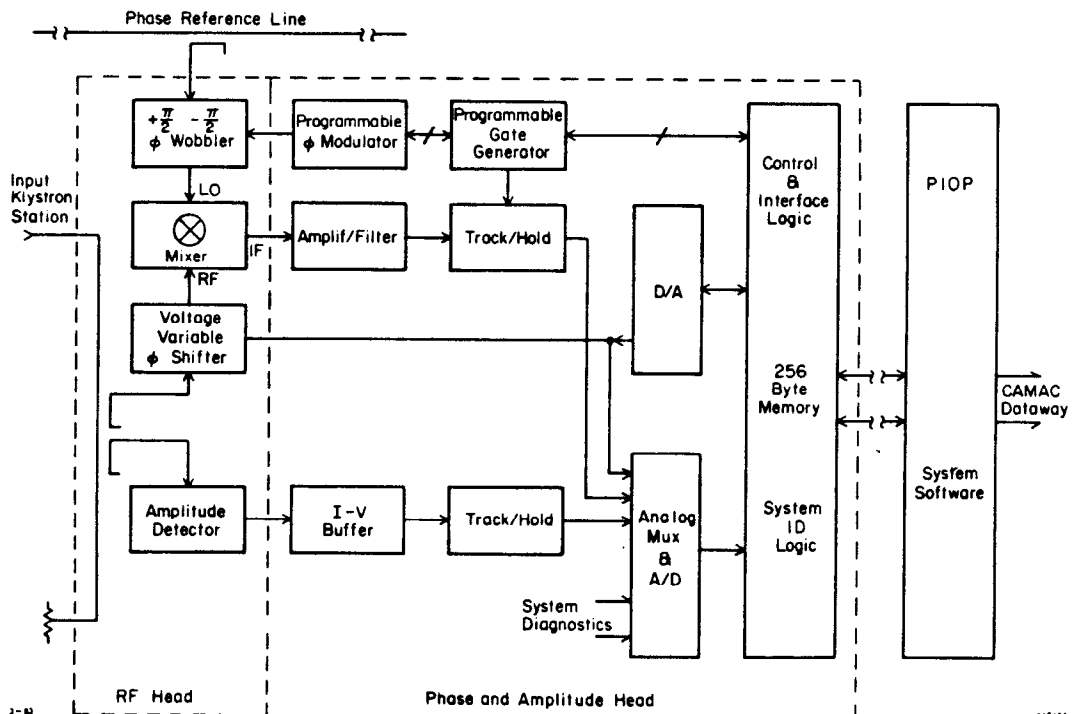 Phase Reference Line
+π/2 -π/2
ϕ Wobbler
Programmable
ϕ Modulator
Programmable
Gate
Generator
Control
&
Interface
Logic
PIOP
Input
Klystron
Station
LO
Mixer
IF
RF
Amplif/Filter
Track/Hold
D/A
Voltage
Variable
ϕ Shifter
256
Byte
Memory
CAMAC
Dataway
Amplitude
Detector
I-V
Buffer
Track/Hold
Analog
Mux
&
A/D
System
ID
Logic
System
Software
System
Diagnostics
RF Head
Phase and Amplitude Head